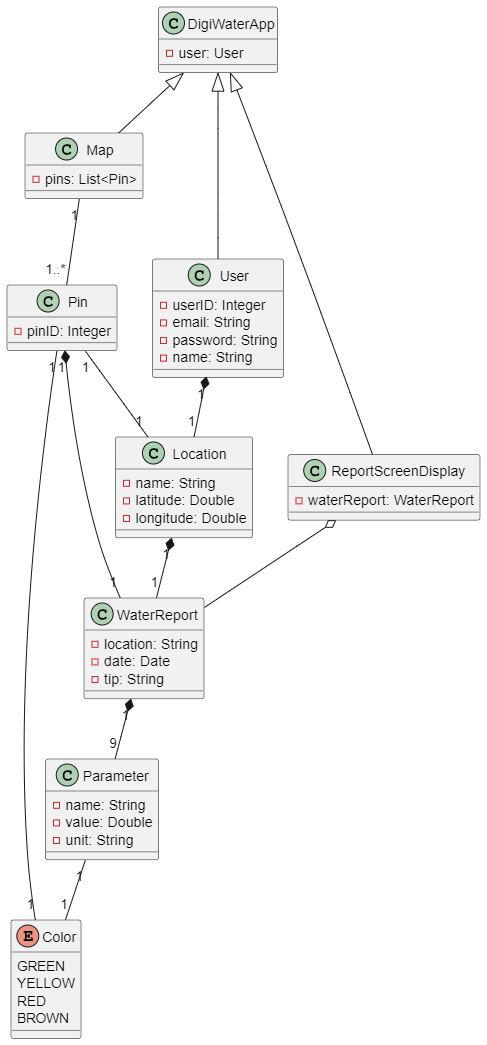 C DigiWaterApp
user: User
C Map
pins: List<Pin>
1
1..*
C User
userID: Integer
email: String
password: String
name: String
C Pin
pinID: Integer
1 1 1
1
1
1
C Location
name: String
latitude: Double
longitude: Double
C ReportScreenDisplay
waterReport: WaterReport
1
1
1
C WaterReport
location: String
date: Date
tip: String
1
9
C Parameter
name: String
value: Double
unit: String
1
1
1
E Color
GREEN
YELLOW
RED
BROWN